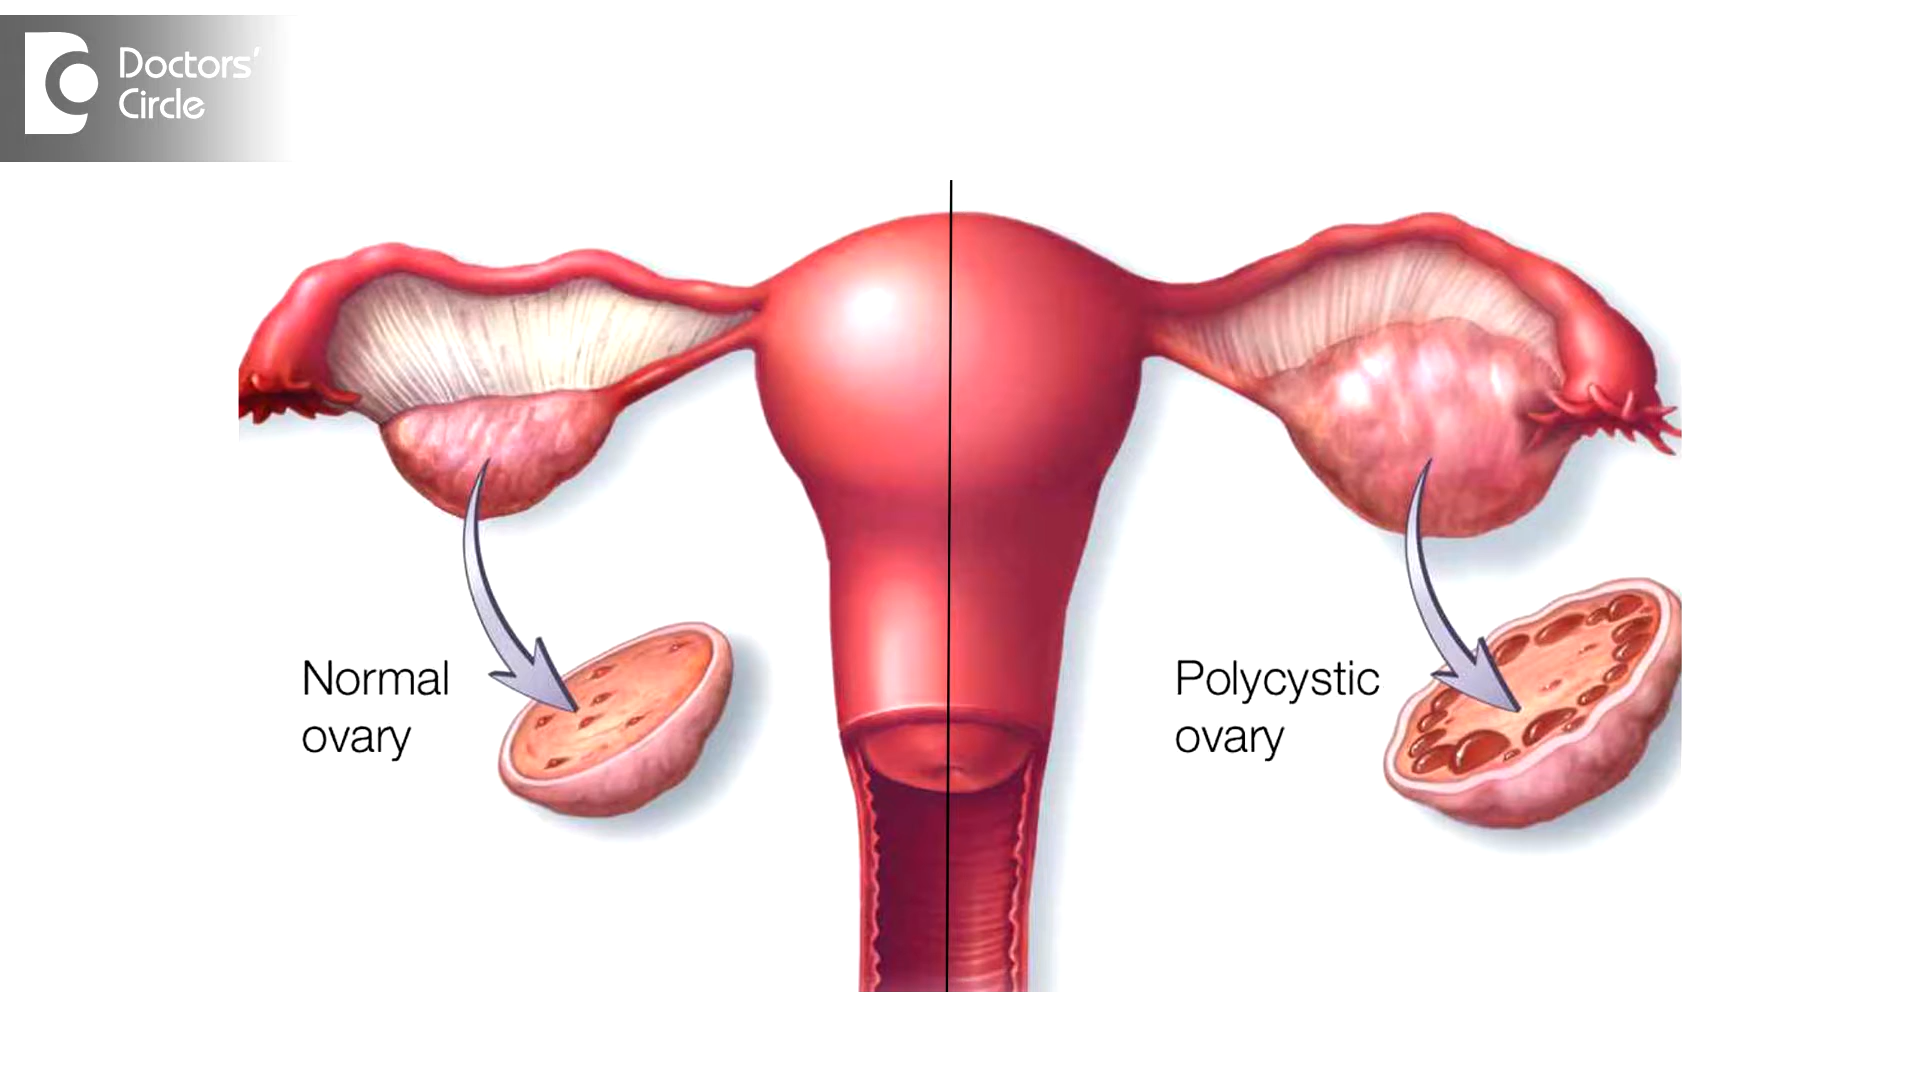 Doctors'
Circle
Normal
ovary
Polycystic
ovary